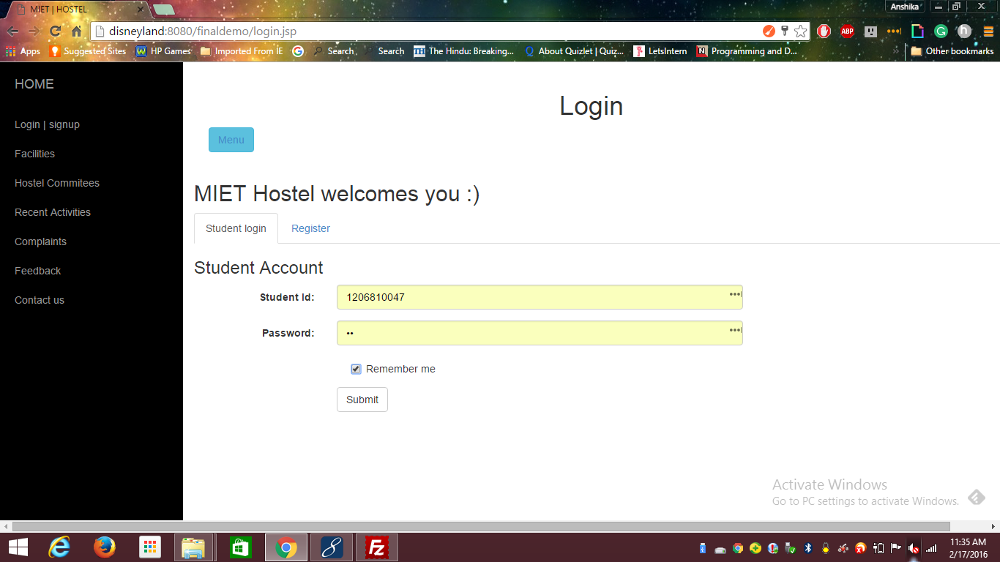 MIET | HOSTEL
Anshika
disneyland:8080/finaldemo/login.jsp
ABP
Apps Suggested Sites HP Games Imported From IE Search Search The Hindu: Breaking... About Quizlet | Quiz... LetsIntern Programming and D... Other bookmarks
HOME
Login | signup
Facilities
Hostel Commitees
Recent Activities
Complaints
Feedback
Contact us
Login
Menu
MIET Hostel welcomes you :)
Student login Register
Student Account
Student Id: 1206810047
Password: ••
Remember me
Submit
Activate Windows
Go to PC settings to activate Windows.
11:35 AM
2/17/2016